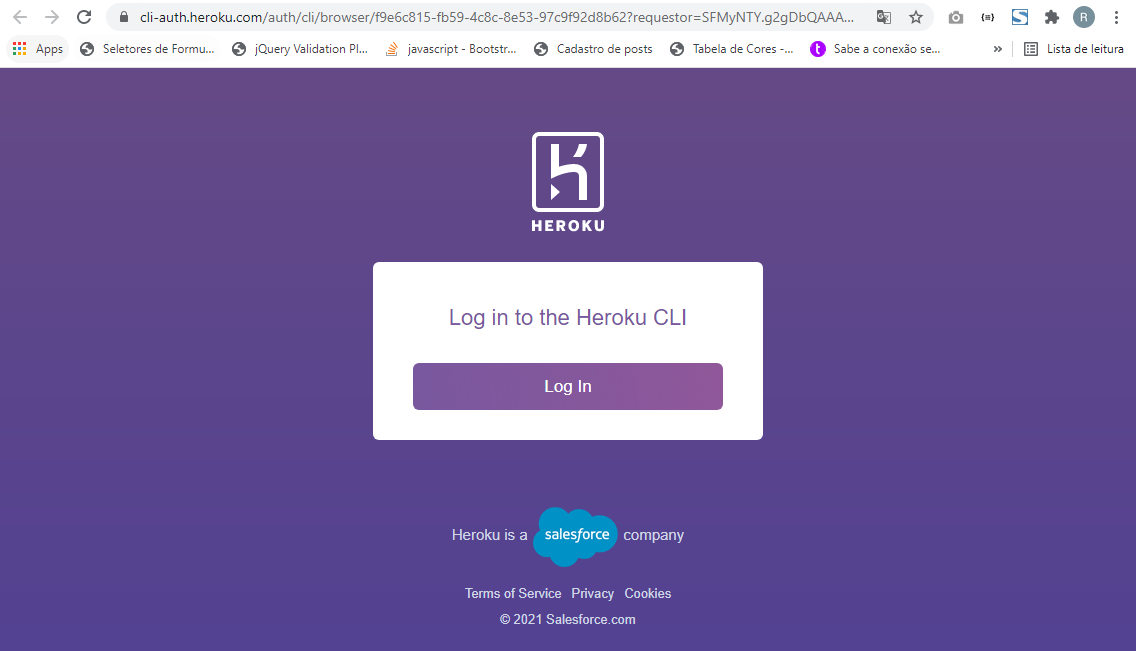 cli-auth.heroku.com/auth/cli/browser/f9e6c815-fb59-4c8c-8e53-97c9f92d8b62?requestor=SFMyNTY.g2gDbQAAA...
R
Apps Seletores de Formu... jQuery Validation Pl... javascript - Bootstr... Cadastro de posts Tabela de Cores -... t Sabe a conexão se... » Lista de leitura
HEROKU
Log in to the Heroku CLI
Log In
Heroku is a salesforce company
Terms of Service Privacy Cookies
© 2021 Salesforce.com